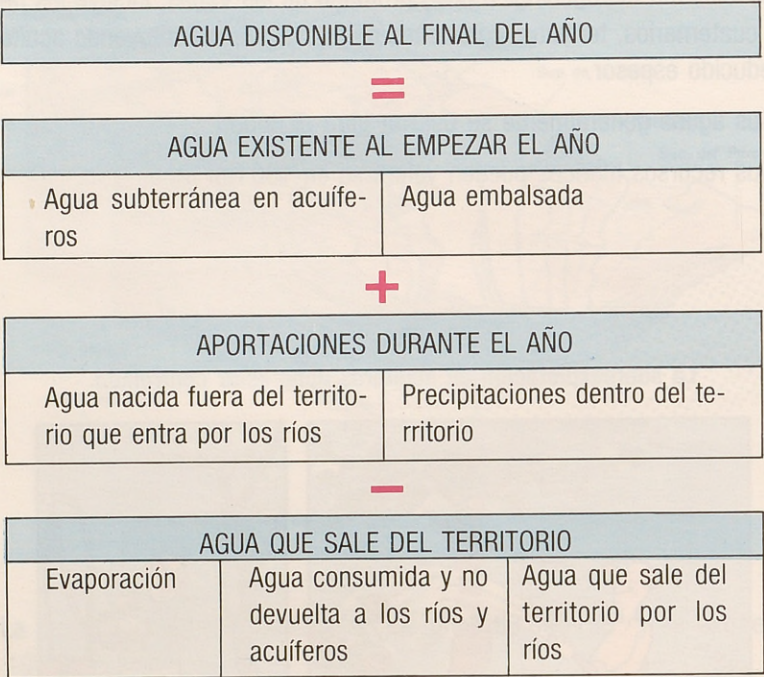 AGUA DISPONIBLE AL FINAL DEL AÑO
=
AGUA EXISTENTE AL EMPEZAR EL AÑO
Agua subterránea en acuífe-
ros
Agua embalsada
+
APORTACIONES DURANTE EL AÑO
Agua nacida fuera del territo-
rio que entra por los ríos
Precipitaciones dentro del te-
rritorio
−
AGUA QUE SALE DEL TERRITORIO
Evaporación
Agua consumida y no
devuelta a los ríos y
acuíferos
Agua que sale del
territorio por los
ríos